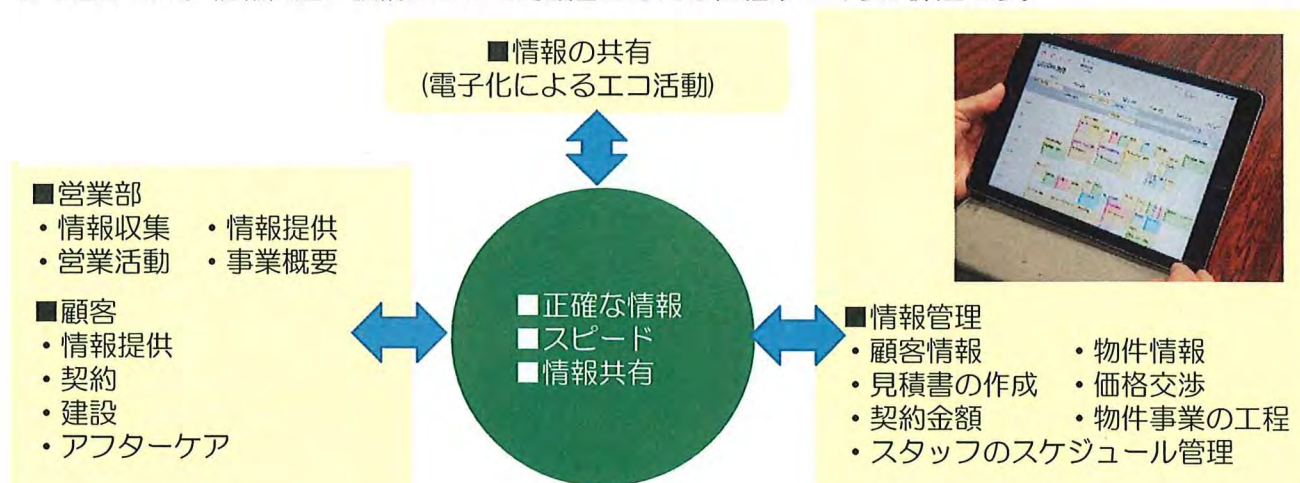 ■情報の共有
(電子化によるエコ活動)
■営業部
・情報収集 ・情報提供
・営業活動 ・事業概要
■顧客
・情報提供
・契約
・建設
・アフターケア
■正確な情報
■スピード
■情報共有
■情報管理
・顧客情報 ・物件情報
・見積書の作成 ・価格交渉
・契約金額 ・物件事業の工程
・スタッフのスケジュール管理